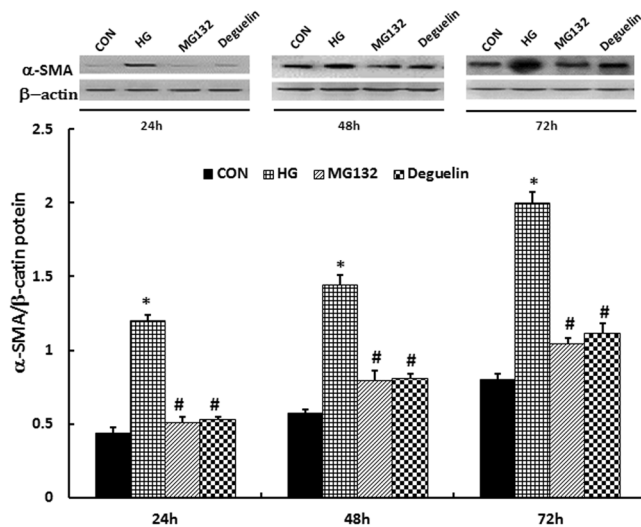 CON HG MG132 Deguelin CON HG MG132 Deguelin CON HG MG132 Deguelin
α-SMA
β-actin
24h 48h 72h
CON HG MG132 Deguelin
α-SMA/β-catin potein
2.5
2
1.5
1
0.5
0
* # #
* # #
* # #
24h 48h 72h